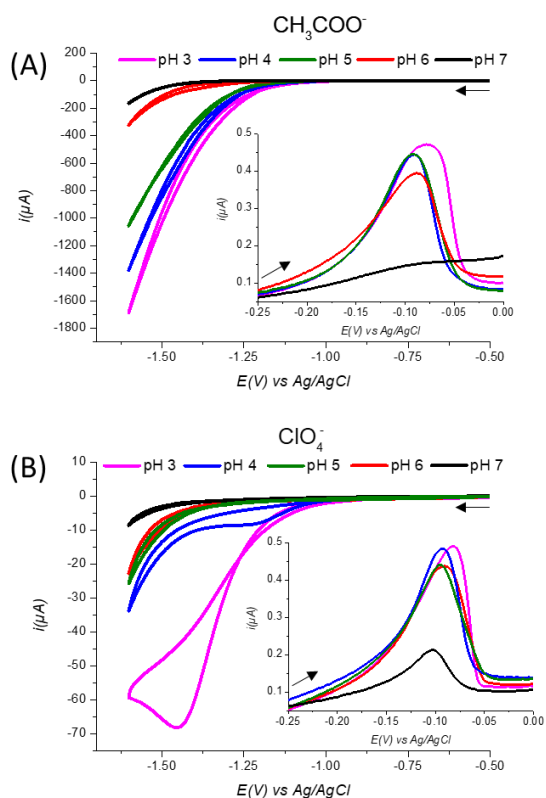 CH₃COO⁻
(A)
pH 3 pH 4 pH 5 pH 6 pH 7
200
0
-200
-400
-600
-800
-1000
-1200
-1400
-1600
-1800
i(μA)
-1.50 -1.25 -1.00 -0.75 -0.50
E(V) vs Ag/AgCl
0.5
0.4
0.3
0.2
0.1
i(μA)
-0.25 -0.20 -0.15 -0.10 -0.05 0.00
E(V) vs Ag/AgCl
ClO₄⁻
(B)
pH 3 pH 4 pH 5 pH 6 pH 7
10
0
-10
-20
-30
-40
-50
-60
-70
i(μA)
-1.50 -1.25 -1.00 -0.75 -0.50
E(V) vs Ag/AgCl
0.5
0.4
0.3
0.2
0.1
i(μA)
-0.25 -0.20 -0.15 -0.10 -0.05 0.00
E(V) vs Ag/AgCl